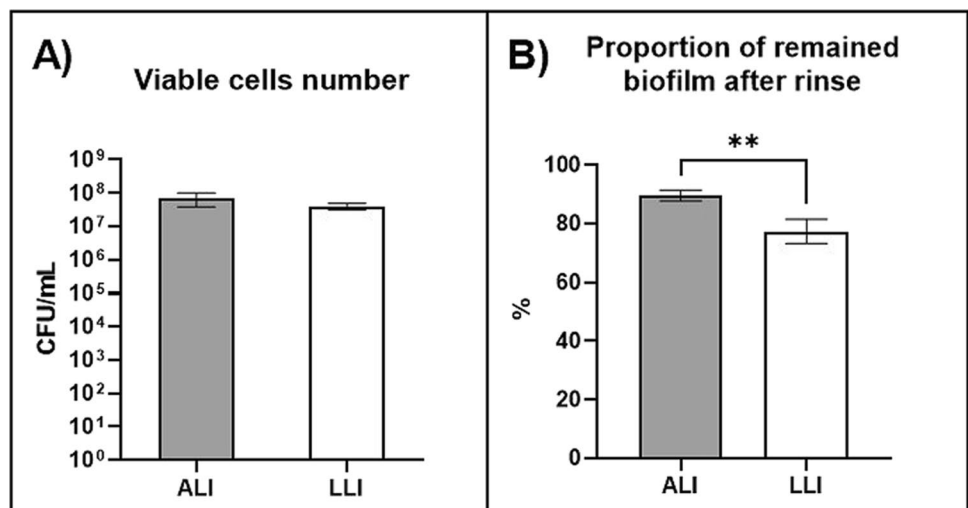 A)
Viable cells number
CFU/mL
10⁹
10⁸
10⁷
10⁶
10⁵
10⁴
10³
10²
10¹
10⁰
ALI
LLI
B)
Proportion of remained
biofilm after rinse
**
%
100
80
60
40
20
0
ALI
LLI